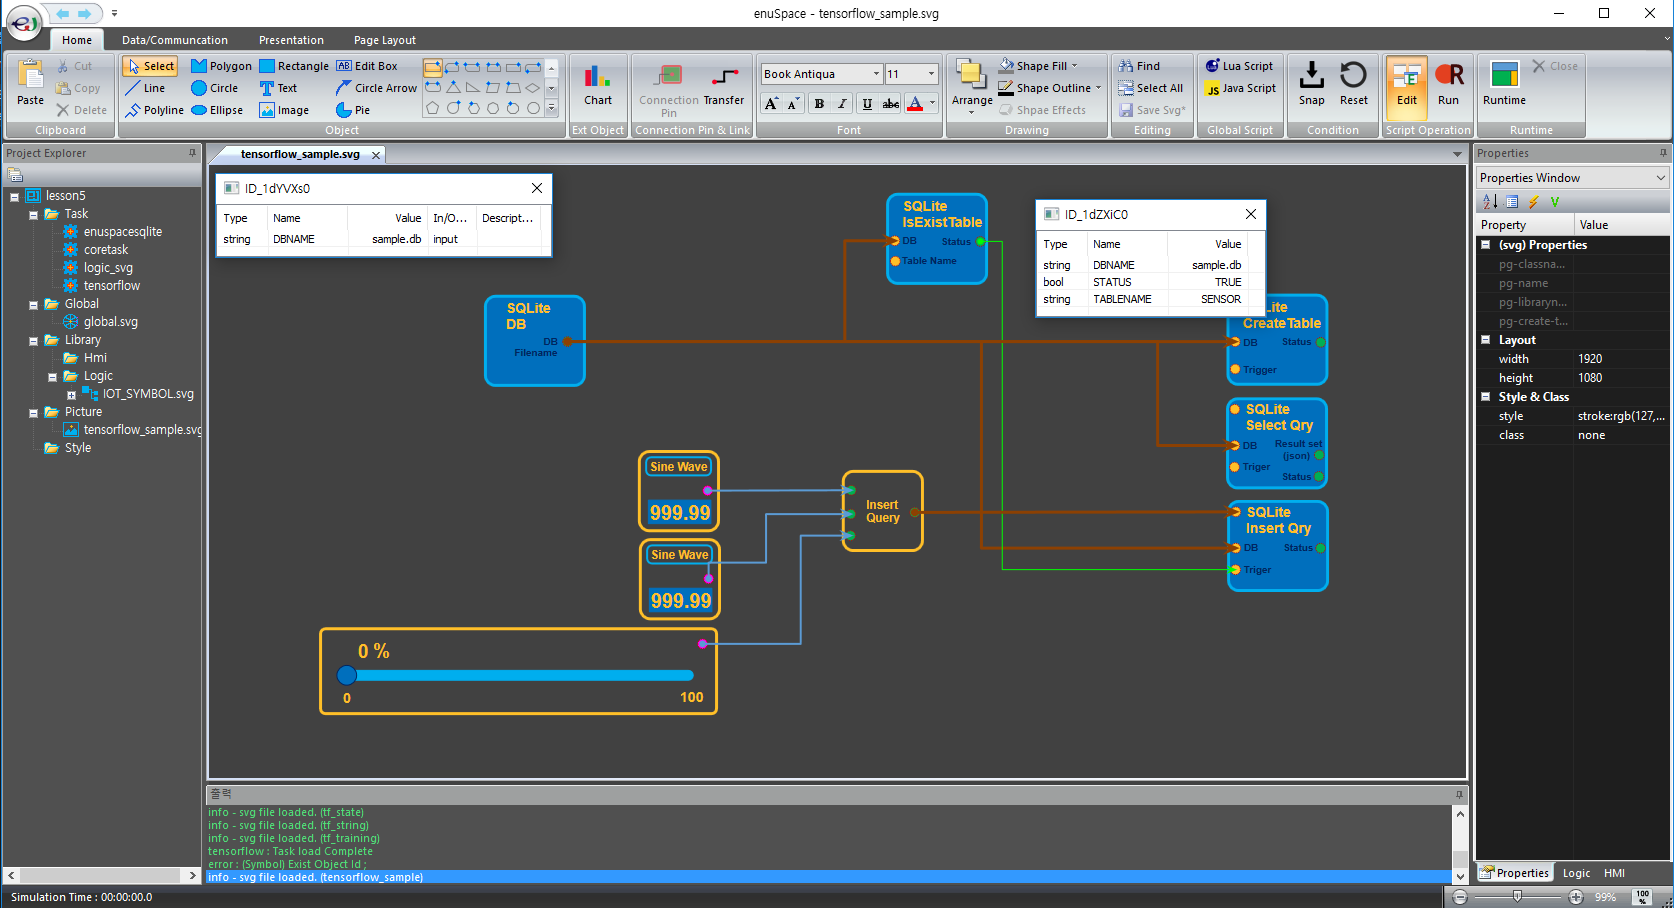 enuSpace - tensorflow_sample.svg
Home Data/Communcation Presentation Page Layout
Paste Cut Copy Delete
Clipboard
Select Polygon Rectangle AB Edit Box
Line Circle T Text Circle Arrow
Polyline Ellipse Image Pie
Object
Chart
Ext Object
Connection Pin Transfer
Connection Pin & Link
Book Antiqua 11
A A B I U abc A
Font
Arrange Shpae Fill Shpae Outline Shpae Effects
Drawing
Find
Select All
Save Svg*
Editing
Lua Script
JS Java Script
Global Script
Snap Reset
Condition
Edit Run
Script Operation
Runtime Close
Runtime
Project Explorer
lesson5
Task
enuspacesqlite
coretask
logic_svg
tensorflow
Global
global.svg
Library
Hmi
Logic
IOT_SYMBOL.svg
Picture
tensorflow_sample.svg
Style
tensorflow_sample.svg
ID_1dYVXs0
Type Name Value In/O... Descript...
string DBNAME sample.db input
SQLite
IsExistTable
DB Status
Table Name
ID_1dZXiC0
Type Name Value
string DBNAME sample.db
bool STATUS TRUE
string TABLENAME SENSOR
SQLite
DB
DB
Filename
ite
CreateTable
DB Status
Trigger
SQLite
Select Qry
DB Result set
(json)
Triger
Status
Sine Wave
999.99
Insert
Query
SQLite
Insert Qry
DB Status
Triger
Sine Wave
999.99
0 %
0 100
출력
info - svg file loaded. (tf_state)
info - svg file loaded. (tf_string)
info - svg file loaded. (tf_training)
tensorflow : Task load Complete
error : (Symbol) Exist Object Id ;
info - svg file loaded. (tensorflow_sample)
Properties
Properties Window
Property Value
(svg) Properties
pg-classna...
pg-name
pg-libraryn...
pg-create-t...
Layout
width 1920
height 1080
Style & Class
style stroke:rgb(127,...
class none
Properties Logic HMI
Simulation Time : 00:00:00.0
99% 100 %